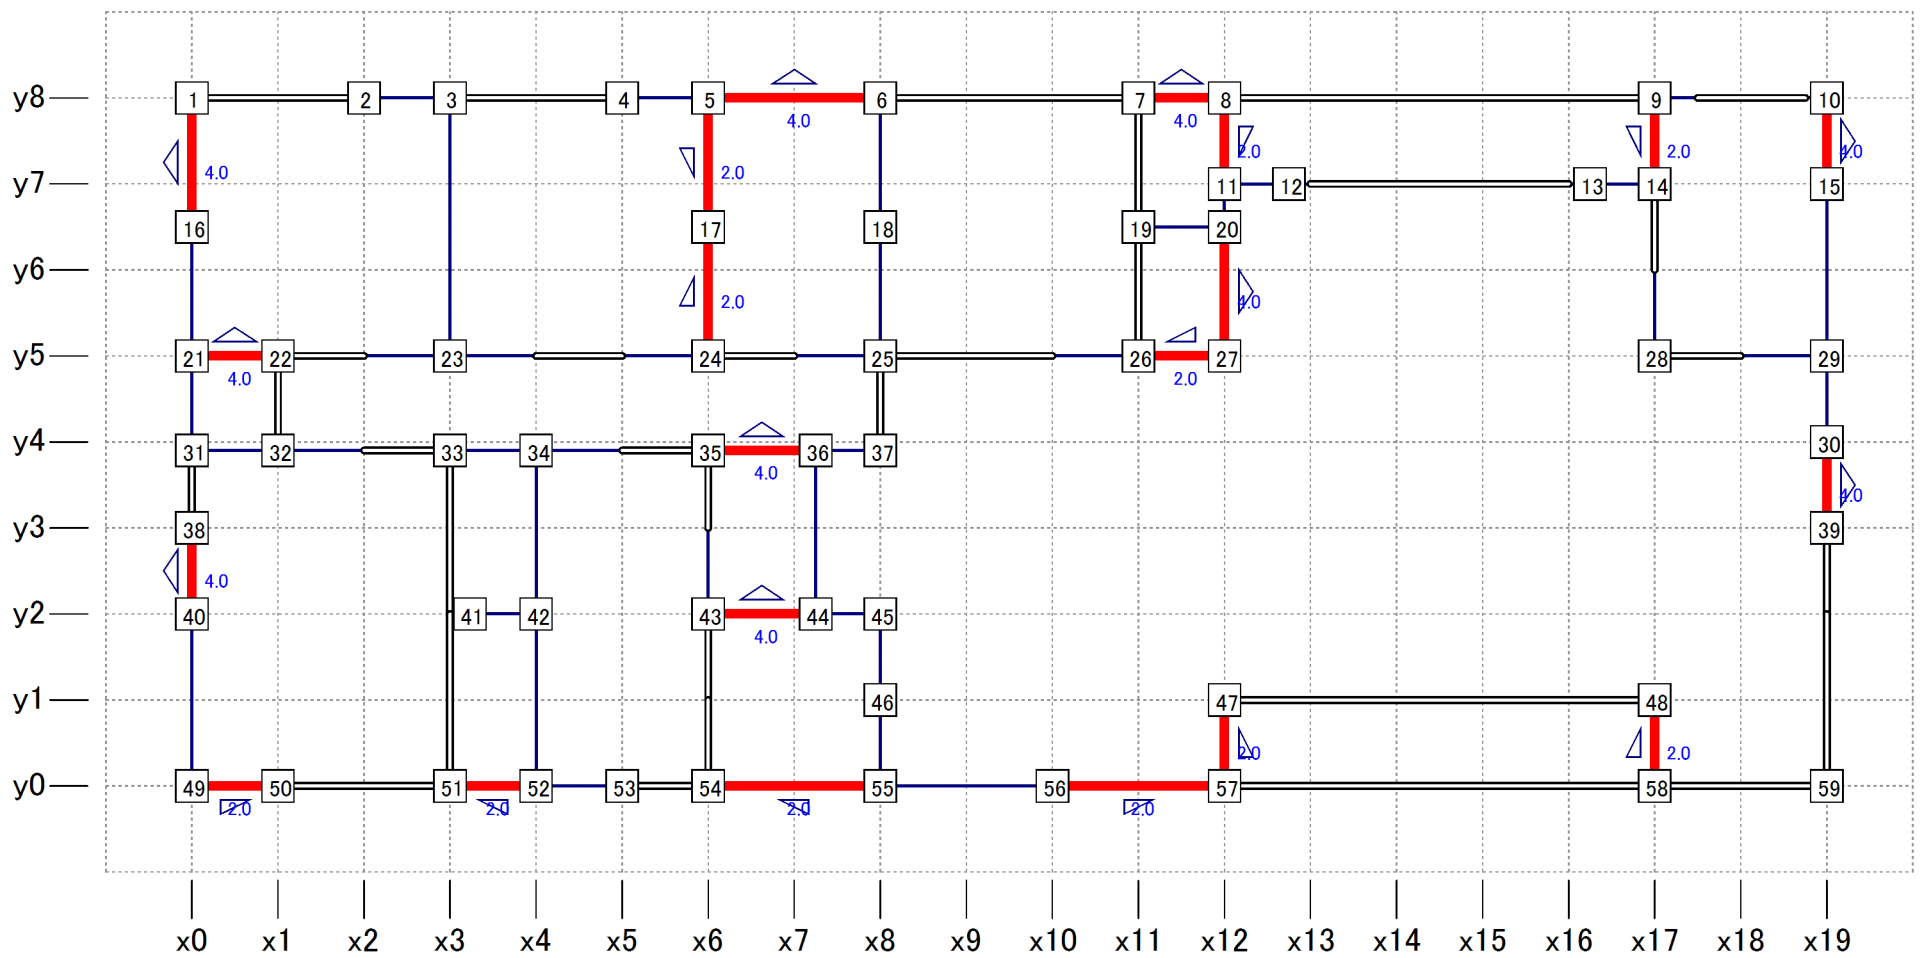 y8 1 2 3 4 5 6 7 8 9 10
4.0 4.0
4.0 2.0 2.0 2.0 4.0
y7 11 12 13 14 15
16 17 18 19 20
y6
2.0 4.0
y5 21 22 23 24 25 26 27 28 29
4.0 2.0
y4 31 32 33 34 35 36 37 30
4.0 4.0
y3 38 39
4.0
y2 40 41 42 43 44 45
4.0
y1 46 47 48
2.0 2.0
y0 49 50 51 52 53 54 55 56 57 58 59
2.0 2.0 2.0 2.0
x0 x1 x2 x3 x4 x5 x6 x7 x8 x9 x10 x11 x12 x13 x14 x15 x16 x17 x18 x19